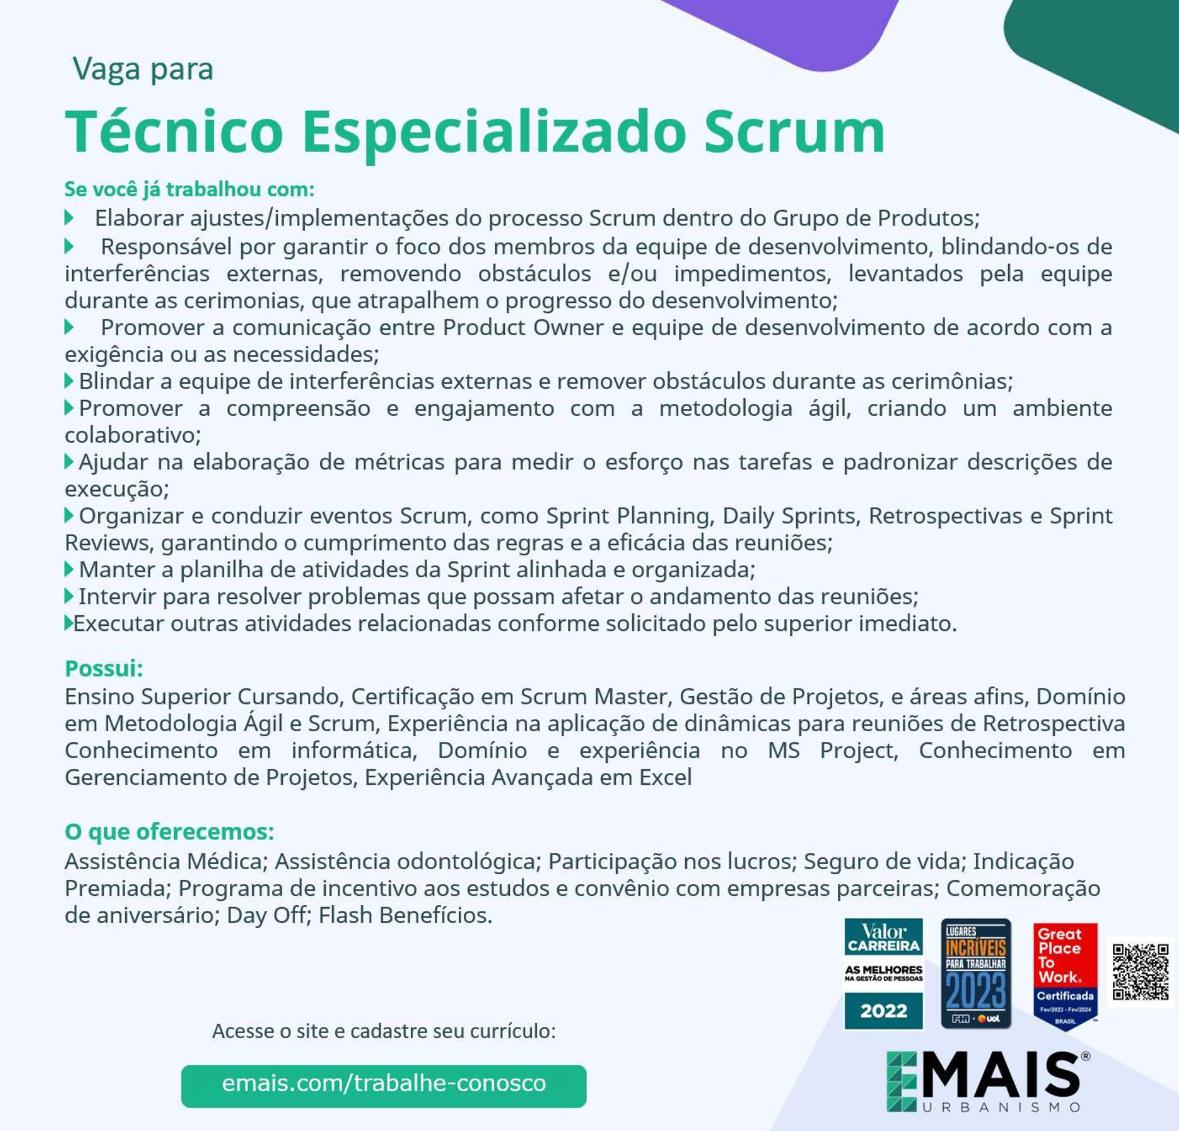 Vaga para
Técnico Especializado Scrum
Se você já trabalhou com:
Elaborar ajustes/implementações do processo Scrum dentro do Grupo de Produtos;
Responsável por garantir o foco dos membros da equipe de desenvolvimento, blindando-os de
interferências externas, removendo obstáculos e/ou impedimentos, levantados pela equipe
durante as cerimonias, que atrapalhem o progresso do desenvolvimento;
Promover a comunicação entre Product Owner e equipe de desenvolvimento de acordo com a
exigência ou as necessidades;
Blindar a equipe de interferências externas e remover obstáculos durante as cerimônias;
Promover a compreensão e engajamento com a metodologia ágil, criando um ambiente
colaborativo;
Ajudar na elaboração de métricas para medir o esforço nas tarefas e padronizar descrições de
execução;
Organizar e conduzir eventos Scrum, como Sprint Planning, Daily Sprints, Retrospectivas e Sprint
Reviews, garantindo o cumprimento das regras e a eficácia das reuniões;
Manter a planilha de atividades da Sprint alinhada e organizada;
Intervir para resolver problemas que possam afetar o andamento das reuniões;
Executar outras atividades relacionadas conforme solicitado pelo superior imediato.
Possui:
Ensino Superior Cursando, Certificação em Scrum Master, Gestão de Projetos, e áreas afins, Domínio
em Metodologia Ágil e Scrum, Experiência na aplicação de dinâmicas para reuniões de Retrospectiva
Conhecimento em informática, Domínio e experiência no MS Project, Conhecimento em
Gerenciamento de Projetos, Experiência Avançada em Excel
O que oferecemos:
Assistência Médica; Assistência odontológica; Participação nos lucros; Seguro de vida; Indicação
Premiada; Programa de incentivo aos estudos e convênio com empresas parceiras; Comemoração
de aniversário; Day Off; Flash Benefícios.
Valor
CARREIRA
AS MELHORES
NA GESTÃO DE PESSOAS
2022
LUGARES
INCRÍVEIS
PARA TRABALHAR
2023
FIA • UOL
Great
Place
To
Work®
Certificada
Fev/2023 - Fev/2024
BRASIL
™
Acesse o site e cadastre seu currículo:
emais.com/trabalhe-conosco
EMAIS®
URBANISMO